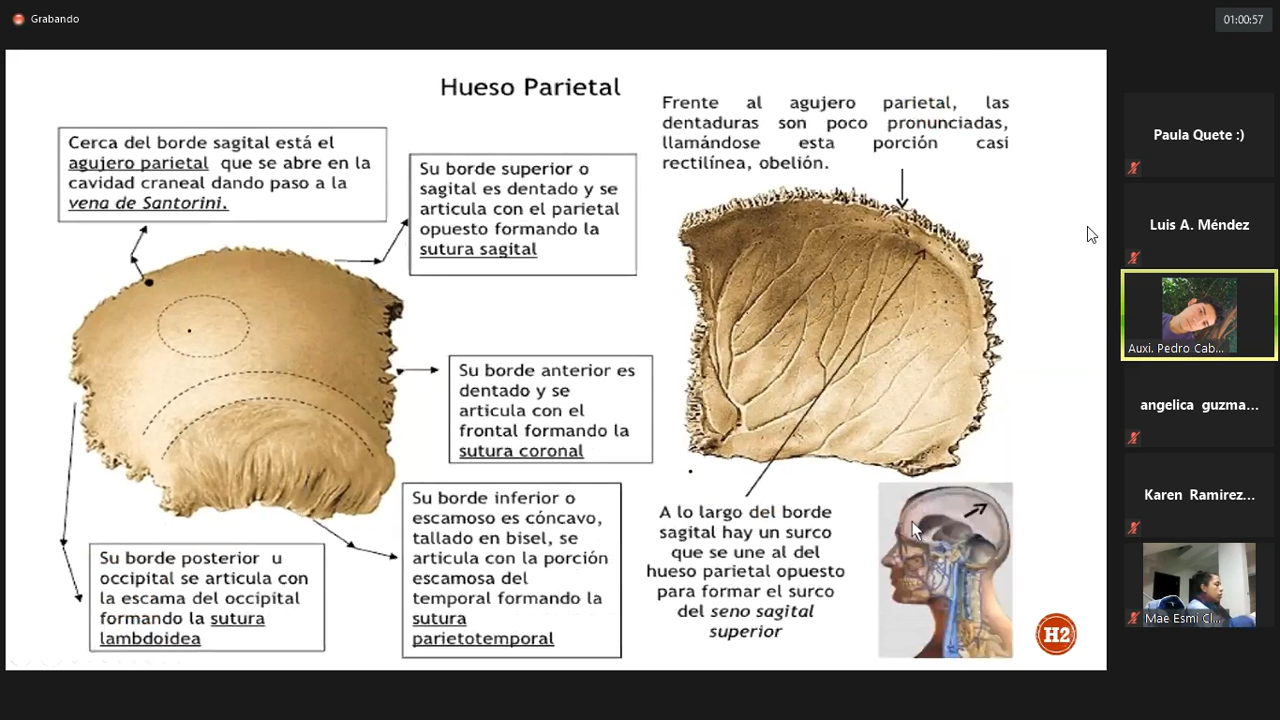 Grabando
01:00:57
Hueso Parietal
Cerca del borde sagital está el
agujero parietal que se abre en la
cavidad craneal dando paso a la
vena de Santorini.
Su borde superior o
sagital es dentado y se
articula con el parietal
opuesto formando la
sutura sagital
Frente al agujero parietal, las
dentaduras son poco pronunciadas,
llamándose esta porción casi
rectilínea, obelión.
Su borde anterior es
dentado y se
articula con el
frontal formando la
sutura coronal
Su borde inferior o
escamoso es cóncavo,
tallado en bisel, se
articula con la porción
escamosa del
temporal formando la
sutura
parietotemporal
Su borde posterior u
occipital se articula con
la escama del occipital
formando la sutura
lambdoidea
A lo largo del borde
sagital hay un surco
que se une al del
hueso parietal opuesto
para formar el surco
del seno sagital
superior
H2
Paula Quete :)
Luis A. Méndez
Auxi. Pedro Cab...
angelica guzma...
Karen Ramirez...
Mae Esmi Cl...